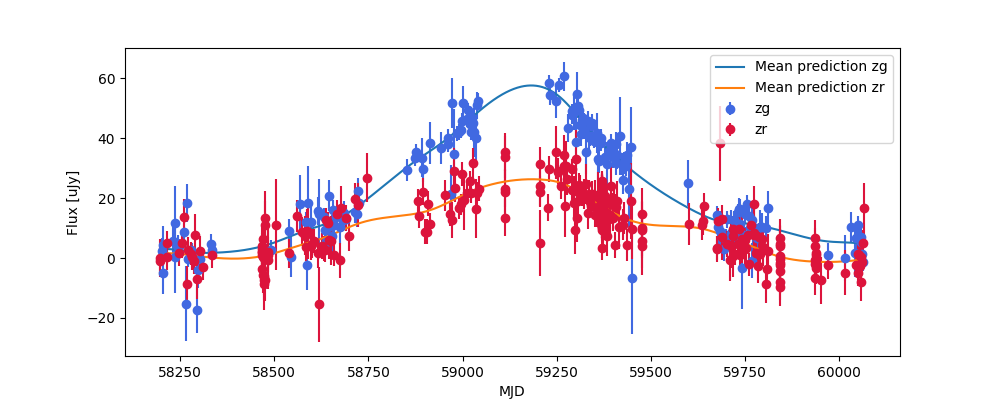 Flux [uJy]
60
40
20
0
−20
58250 58500 58750 59000 59250 59500 59750 60000
MJD
Mean prediction zg
Mean prediction zr
zg
zr